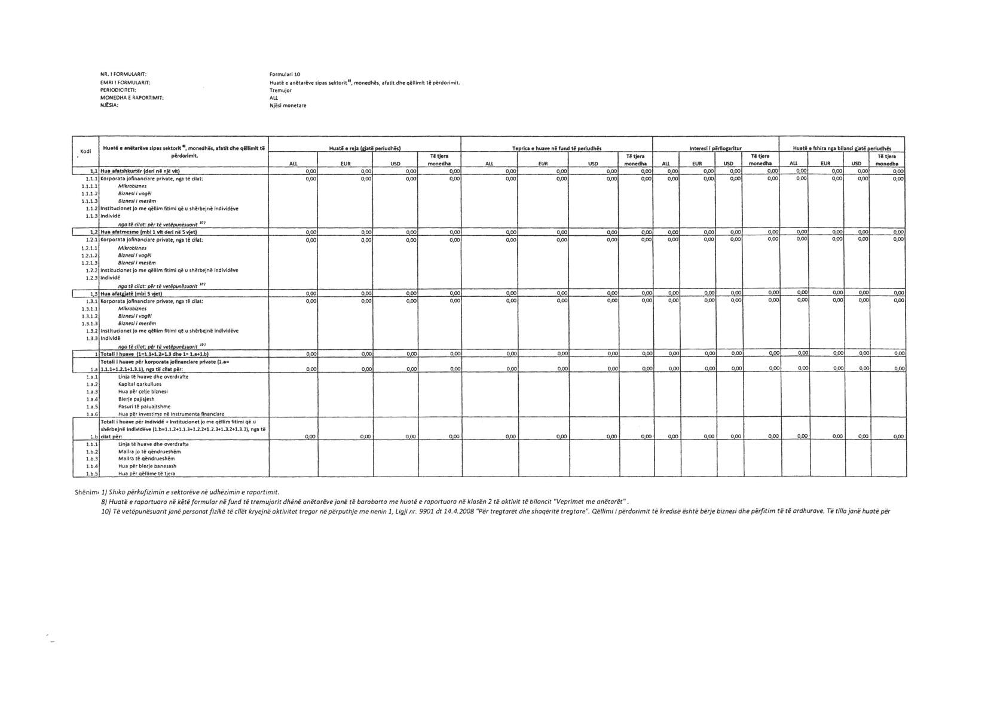 NR. I FORMULARIT: Formulari 10
EMRI I FORMULARIT: Huatë e anëtarëve sipas sektorit 8), monedhës, afatit dhe qëllimit të përdorimit.
PERIODICITETI: Tremujor
MONEDHA E RAPORTIMIT: ALL
NJËSIA: Njësi monetare
Kodi Huatë e anëtarëve sipas sektorit 8), monedhës, afatit dhe qëllimit të përdorimit. Huatë e reja (gjatë periudhës) Teprica e huave në fund të periudhës Interesi i përllogaritur Huatë e fshira nga bilanci gjatë periudhës
ALL EUR USD Të tjera monedha ALL EUR USD Të tjera monedha ALL EUR USD Të tjera monedha ALL EUR USD Të tjera monedha
1,1 Hua afatshkurtër (deri në një vit) 0,00 0,00 0,00 0,00 0,00 0,00 0,00 0,00 0,00 0,00 0,00 0,00 0,00 0,00 0,00 0,00
1.1.1 Korporata jofinanciare private, nga të cilat: 0,00 0,00 0,00 0,00 0,00 0,00 0,00 0,00 0,00 0,00 0,00 0,00 0,00 0,00 0,00 0,00
1.1.1.1 Mikrobiznes
1.1.1.2 Biznesi i vogël
1.1.1.3 Biznesi i mesëm
1.1.2 Institucionet jo me qëllim fitimi që u shërbejnë individëve
1.1.3 Individë
nga të cilat: për të vetëpunësuarit 10)
1,2 Hua afatmesme (mbi 1 vit deri në 5 vjet) 0,00 0,00 0,00 0,00 0,00 0,00 0,00 0,00 0,00 0,00 0,00 0,00 0,00 0,00 0,00 0,00
1.2.1 Korporata jofinanciare private, nga të cilat: 0,00 0,00 0,00 0,00 0,00 0,00 0,00 0,00 0,00 0,00 0,00 0,00 0,00 0,00 0,00 0,00
1.2.1.1 Mikrobiznes
1.2.1.2 Biznesi i vogël
1.2.1.3 Biznesi i mesëm
1.2.2 Institucionet jo me qëllim fitimi që u shërbejnë individëve
1.2.3 Individë
nga të cilat: për të vetëpunësuarit 10)
1,3 Hua afatgjatë (mbi 5 vjet) 0,00 0,00 0,00 0,00 0,00 0,00 0,00 0,00 0,00 0,00 0,00 0,00 0,00 0,00 0,00 0,00
1.3.1 Korporata jofinanciare private, nga të cilat: 0,00 0,00 0,00 0,00 0,00 0,00 0,00 0,00 0,00 0,00 0,00 0,00 0,00 0,00 0,00 0,00
1.3.1.1 Mikrobiznes
1.3.1.2 Biznesi i vogël
1.3.1.3 Biznesi i mesëm
1.3.2 Institucionet jo me qëllim fitimi që u shërbejnë individëve
1.3.3 Individë
nga të cilat: për të vetëpunësuarit 10)
1 Totali i huave (1=1.1+1.2+1.3 dhe 1= 1.a+1.b) 0,00 0,00 0,00 0,00 0,00 0,00 0,00 0,00 0,00 0,00 0,00 0,00 0,00 0,00 0,00 0,00
Totali i huave për korporata jofinanciare private (1.a=
1.a 1.1.1+1.2.1+1.3.1), nga të cilat për: 0,00 0,00 0,00 0,00 0,00 0,00 0,00 0,00 0,00 0,00 0,00 0,00 0,00 0,00 0,00 0,00
1.a.1 Linja të huave dhe overdrafte
1.a.2 Kapital qarkullues
1.a.3 Hua për çelje biznesi
1.a.4 Blerje pajisjesh
1.a.5 Pasuri të paluajtshme
1.a.6 Hua për investime në instrumenta financiare
Totali i huave për Individë + Institucionet jo me qëllim fitimi që u
shërbejnë individëve (1.b=1.1.2+1.1.3+1.2.2+1.2.3+1.3.2+1.3.3), nga të
1.b cilat për: 0,00 0,00 0,00 0,00 0,00 0,00 0,00 0,00 0,00 0,00 0,00 0,00 0,00 0,00 0,00 0,00
1.b.1 Linja të huave dhe overdrafte
1.b.2 Mallra jo të qëndrueshëm
1.b.3 Mallra të qëndrueshëm
1.b.4 Hua për blerje banesash
1.b.5 Hua për qëllime të tjera
Shënim 1) Shiko përkufizimin e sektorëve në udhëzimin e raportimit.
8) Huatë e raportuara në këtë formular në fund të tremujorit dhënë anëtarëve janë të barabarta me huatë e raportuara në klasën 2 të aktivit të bilancit "Veprimet me anëtarët" .
10) Të vetëpunësuarit janë personat fizikë të cilët kryejnë aktivitet tregar në përputhje me nenin 1, Ligji nr. 9901 dt 14.4.2008 "Për tregtarët dhe shoqëritë tregtare". Qëllimi i përdorimit të kredisë është bërje biznesi dhe përfitim të të ardhurave. Të tilla janë huatë për